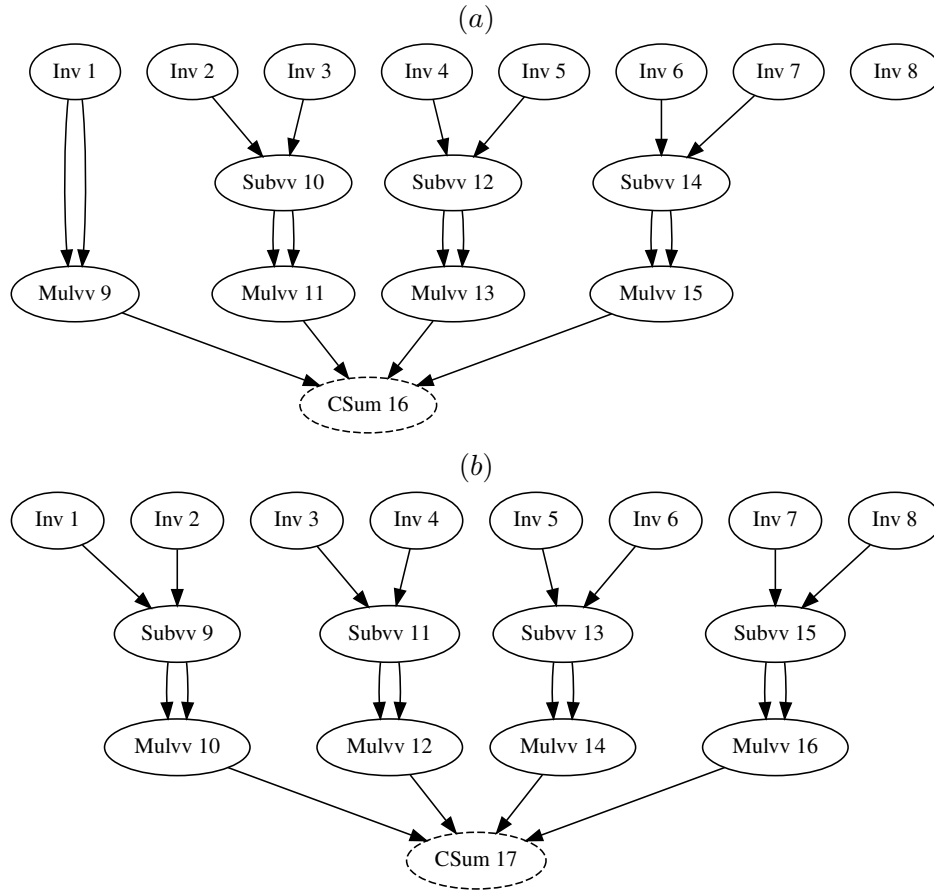 (a)
Inv 1 Inv 2 Inv 3 Inv 4 Inv 5 Inv 6 Inv 7 Inv 8
Subvv 10 Subvv 12 Subvv 14
Mulvv 9 Mulvv 11 Mulvv 13 Mulvv 15
CSum 16
(b)
Inv 1 Inv 2 Inv 3 Inv 4 Inv 5 Inv 6 Inv 7 Inv 8
Subvv 9 Subvv 11 Subvv 13 Subvv 15
Mulvv 10 Mulvv 12 Mulvv 14 Mulvv 16
CSum 17